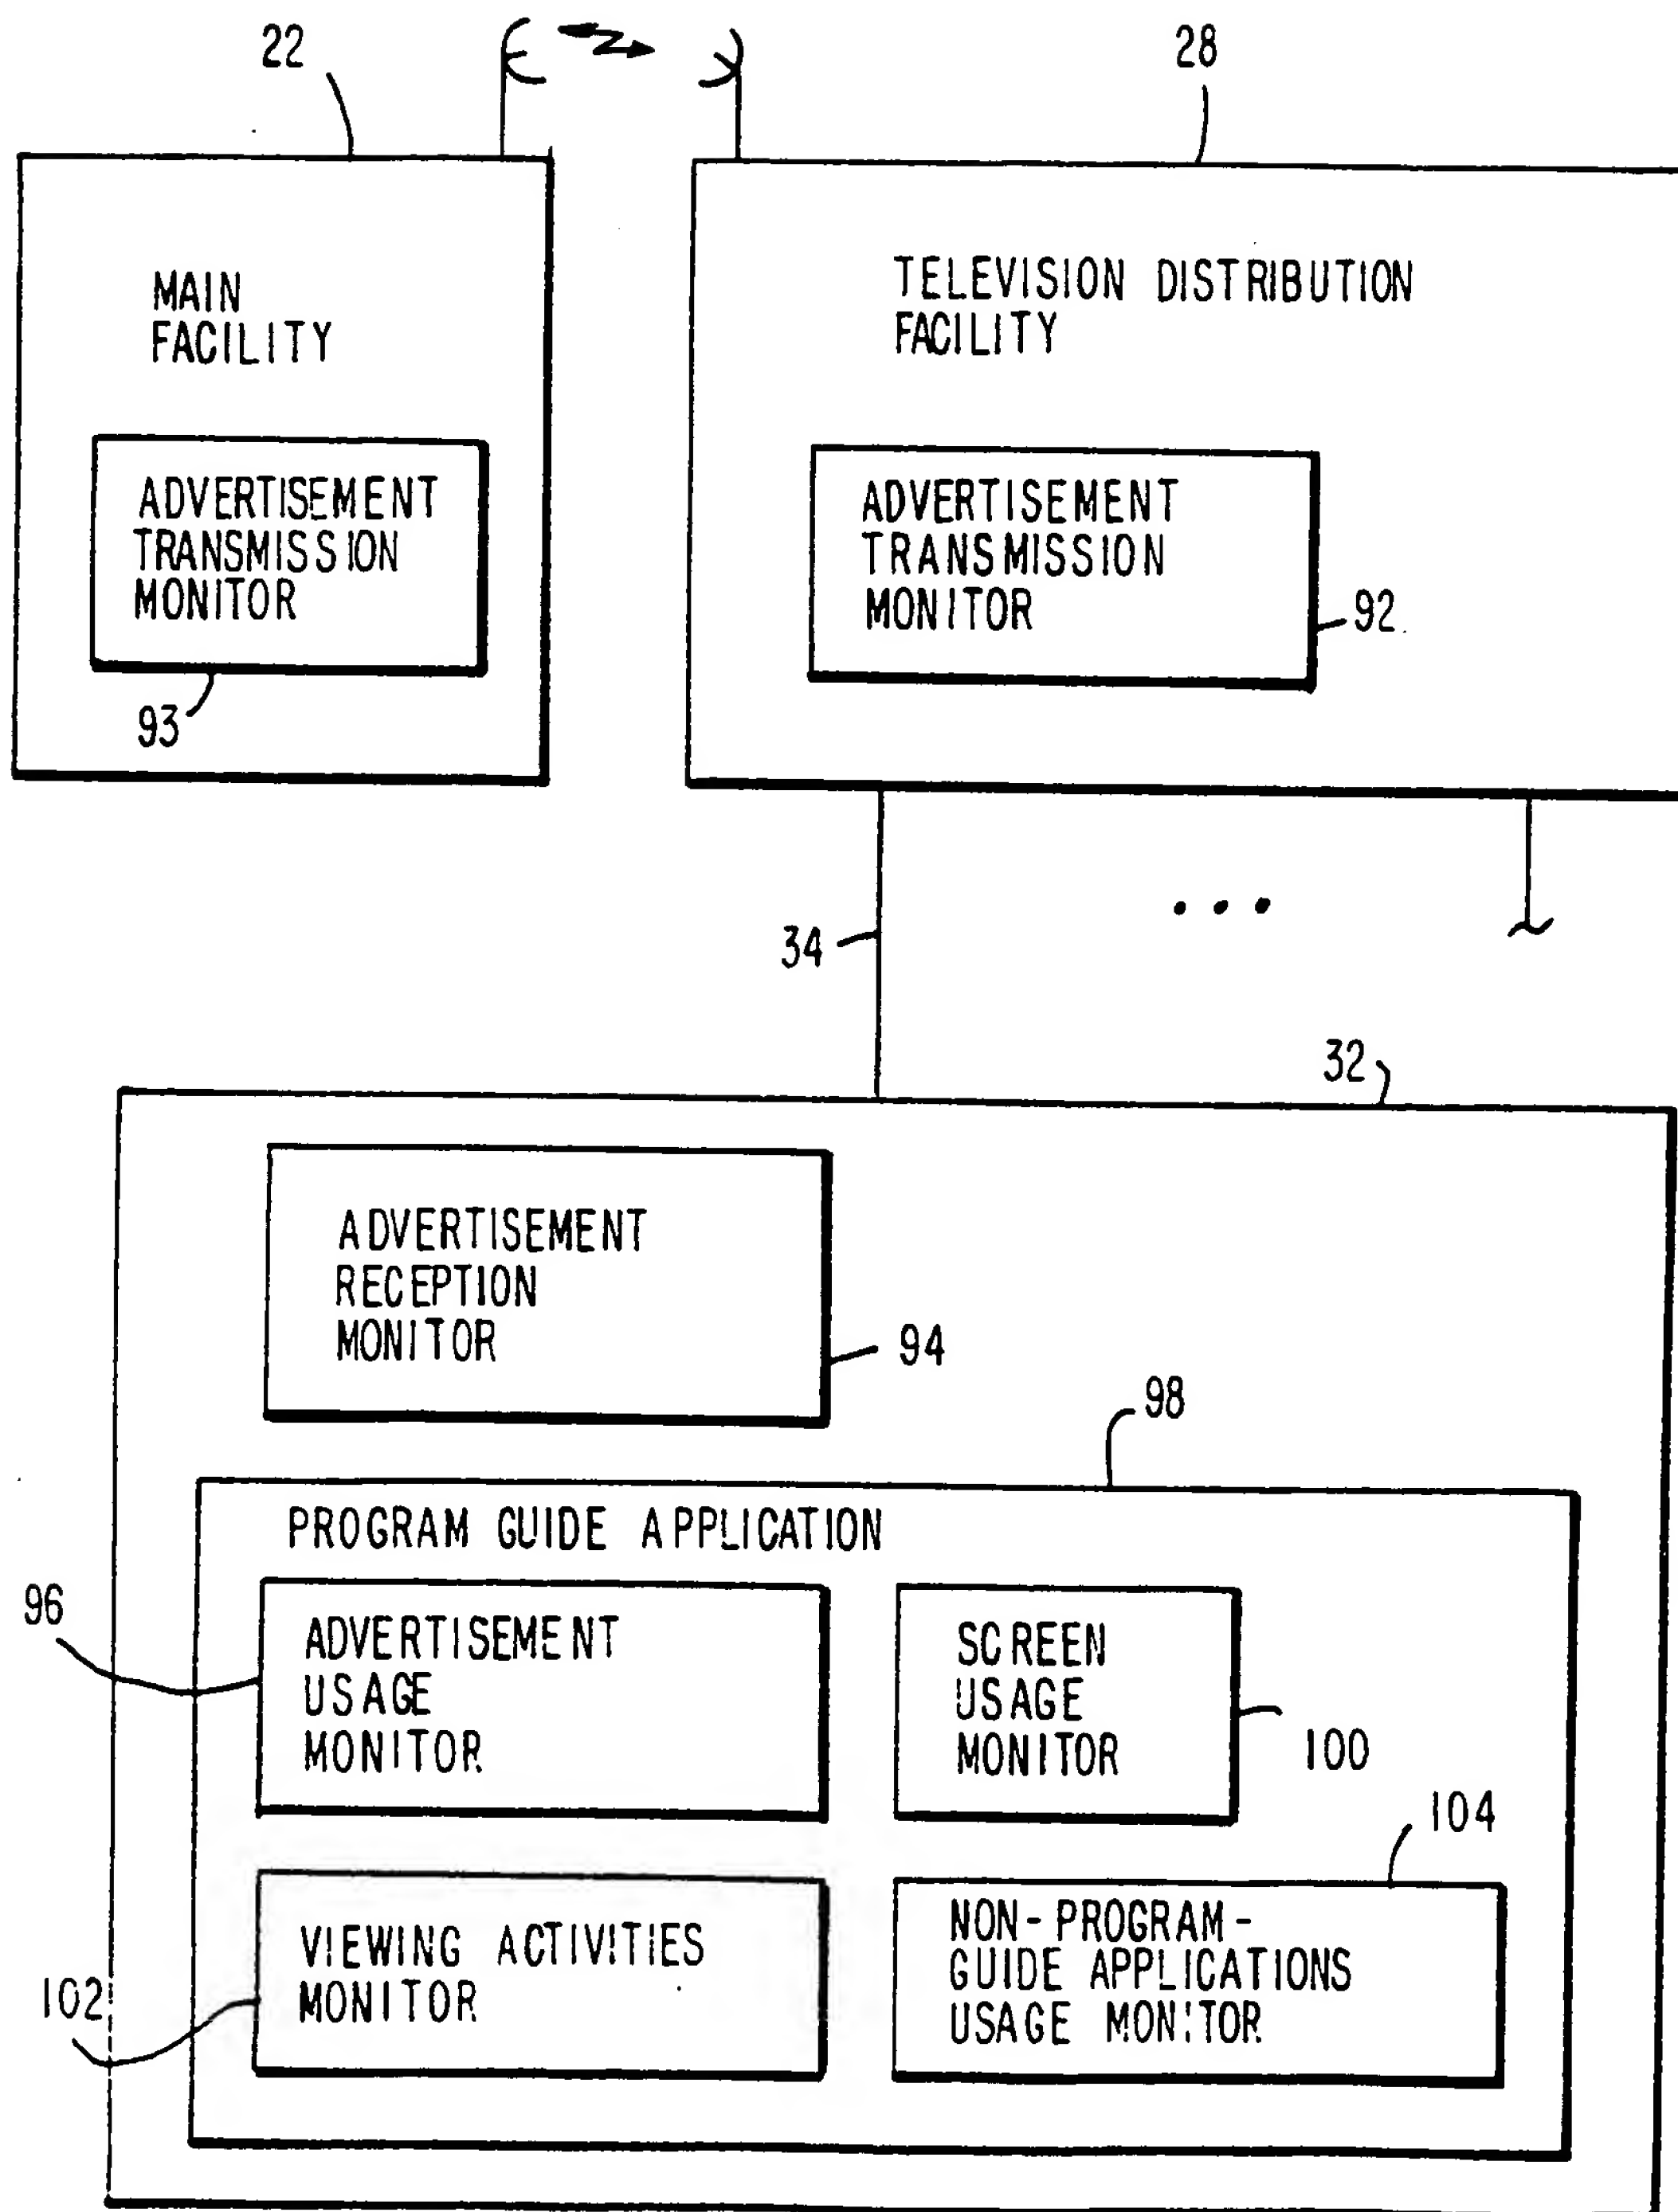 22
28
MAIN
FACILITY
TELEVISION DISTRIBUTION
FACILITY
ADVERTISEMENT
TRANSMISSION
MONITOR
93
ADVERTISEMENT
TRANSMISSION
MONITOR
92
34
32
ADVERTISEMENT
RECEPTION
MONITOR
94
98
PROGRAM GUIDE APPLICATION
96
ADVERTISEMENT
USAGE
MONITOR
SCREEN
USAGE
MONITOR
100
104
102
VIEWING ACTIVITIES
MONITOR
NON-PROGRAM-
GUIDE APPLICATIONS
USAGE MONITOR